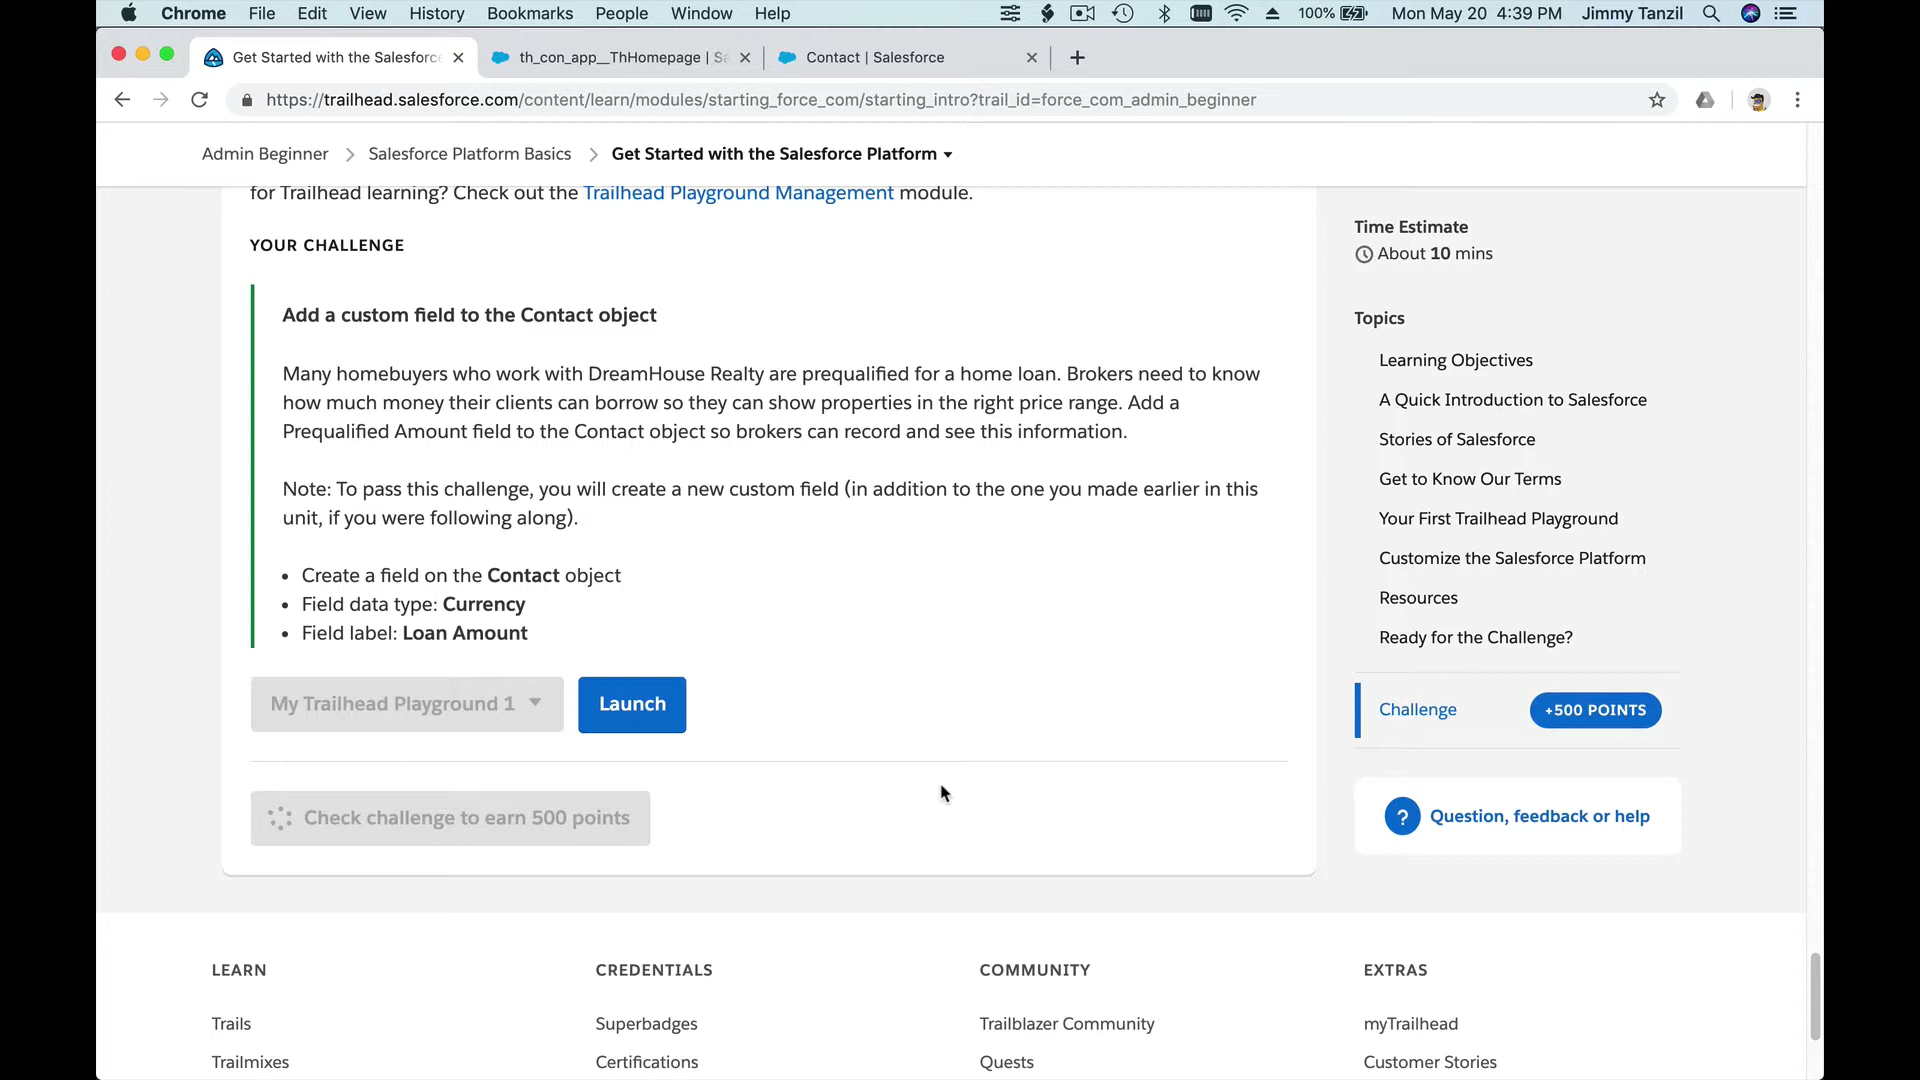 Chrome File Edit View History Bookmarks People Window Help 100% Mon May 20 4:39 PM Jimmy Tanzil
Get Started with the Salesforce th_con_app__ThHomepage | Sa Contact | Salesforce
https://trailhead.salesforce.com/content/learn/modules/starting_force_com/starting_intro?trail_id=force_com_admin_beginner
Admin Beginner Salesforce Platform Basics Get Started with the Salesforce Platform
for Trailhead learning? Check out the Trailhead Playground Management module.
YOUR CHALLENGE
Add a custom field to the Contact object
Many homebuyers who work with DreamHouse Realty are prequalified for a home loan. Brokers need to know
how much money their clients can borrow so they can show properties in the right price range. Add a
Prequalified Amount field to the Contact object so brokers can record and see this information.
Note: To pass this challenge, you will create a new custom field (in addition to the one you made earlier in this
unit, if you were following along).
• Create a field on the Contact object
• Field data type: Currency
• Field label: Loan Amount
My Trailhead Playground 1
Launch
Check challenge to earn 500 points
Time Estimate
About 10 mins
Topics
Learning Objectives
A Quick Introduction to Salesforce
Stories of Salesforce
Get to Know Our Terms
Your First Trailhead Playground
Customize the Salesforce Platform
Resources
Ready for the Challenge?
Challenge +500 POINTS
? Question, feedback or help
LEARN CREDENTIALS COMMUNITY EXTRAS
Trails Superbadges Trailblazer Community myTrailhead
Trailmixes Certifications Quests Customer Stories